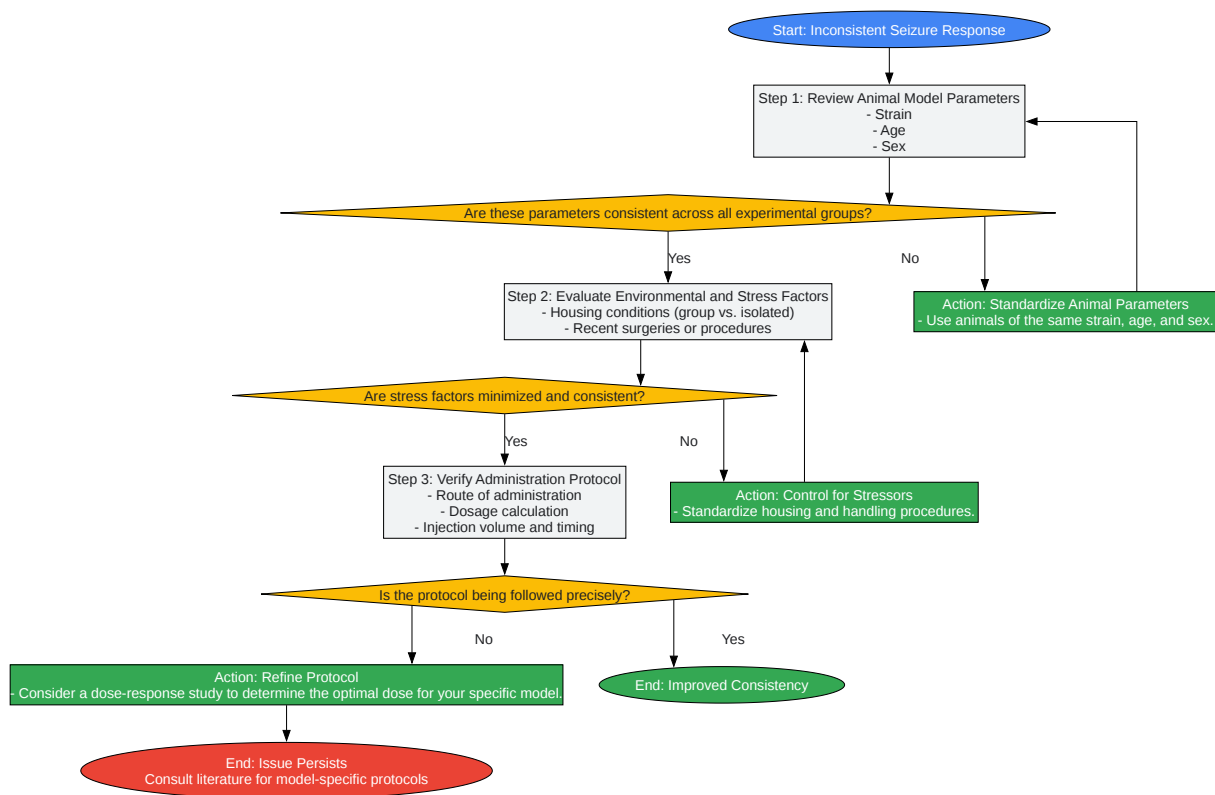 Start: Inconsistent Seizure Response
Step 1: Review Animal Model Parameters
- Strain
- Age
- Sex
Are these parameters consistent across all experimental groups?
Yes
No
Step 2: Evaluate Environmental and Stress Factors
- Housing conditions (group vs. isolated)
- Recent surgeries or procedures
Action: Standardize Animal Parameters
- Use animals of the same strain, age, and sex.
Are stress factors minimized and consistent?
Yes
No
Step 3: Verify Administration Protocol
- Route of administration
- Dosage calculation
- Injection volume and timing
Action: Control for Stressors
- Standardize housing and handling procedures.
Is the protocol being followed precisely?
No
Yes
Action: Refine Protocol
- Consider a dose-response study to determine the optimal dose for your specific model.
End: Improved Consistency
End: Issue Persists
Consult literature for model-specific protocols